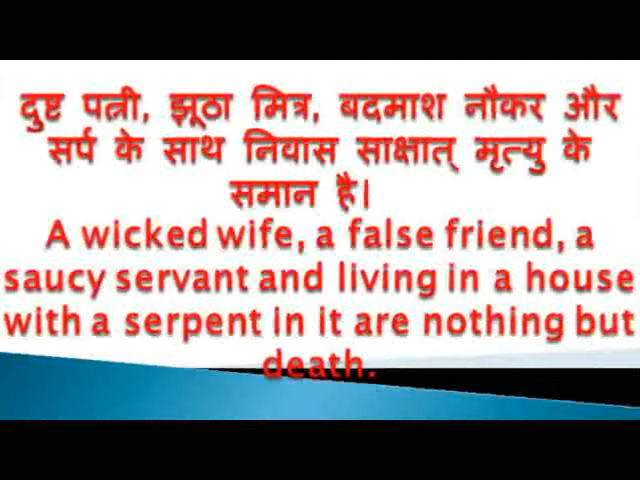 दुष्ट पत्नी, झूठा मित्र, बदमाश नौकर और
सर्प के साथ निवास साक्षात् मृत्यु के
समान है।
A wicked wife, a false friend, a
saucy servant and living in a house
with a serpent in it are nothing but
death.